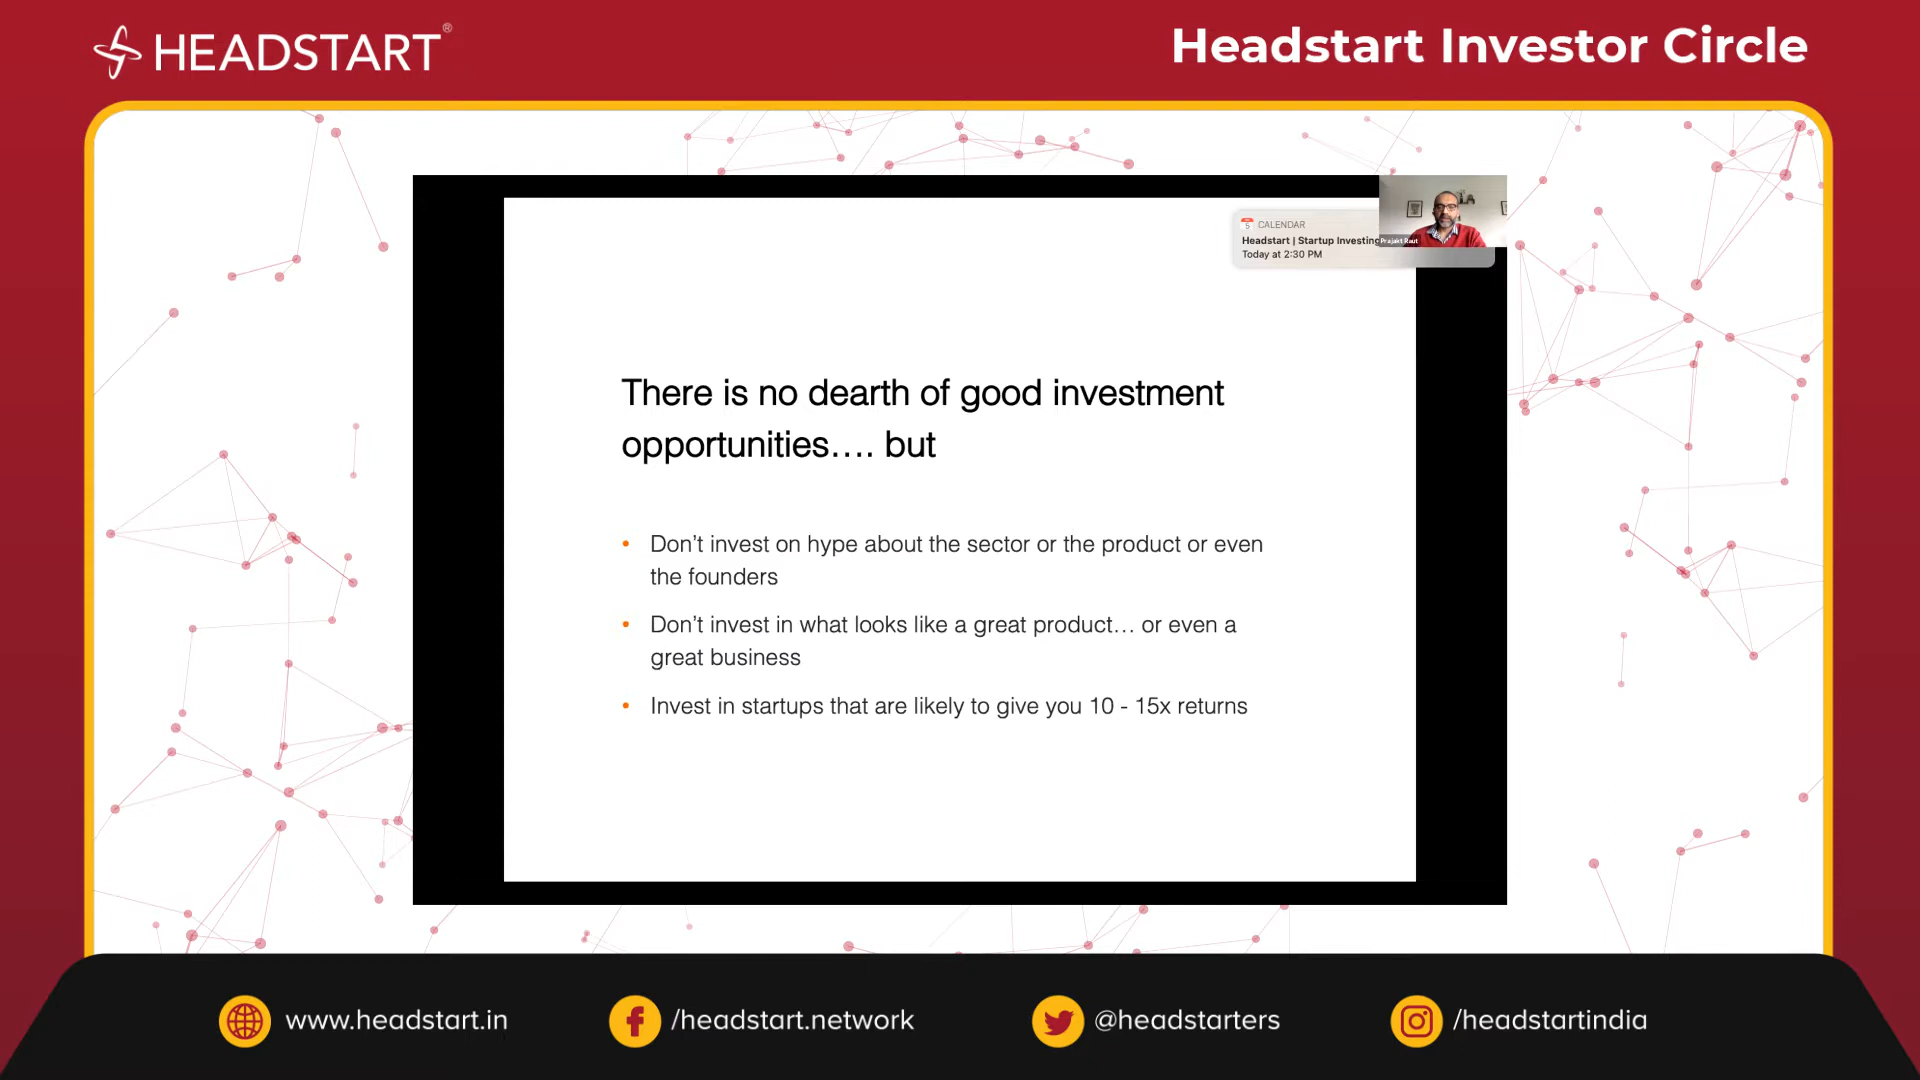 HEADSTART®
Headstart Investor Circle
CALENDAR
Headstart | Startup Investing
Today at 2:30 PM
5
Prajakt Raut
There is no dearth of good investment
opportunities…. but
• Don’t invest on hype about the sector or the product or even
the founders
• Don’t invest in what looks like a great product… or even a
great business
• Invest in startups that are likely to give you 10 - 15x returns
www.headstart.in
/headstart.network
@headstarters
/headstartindia